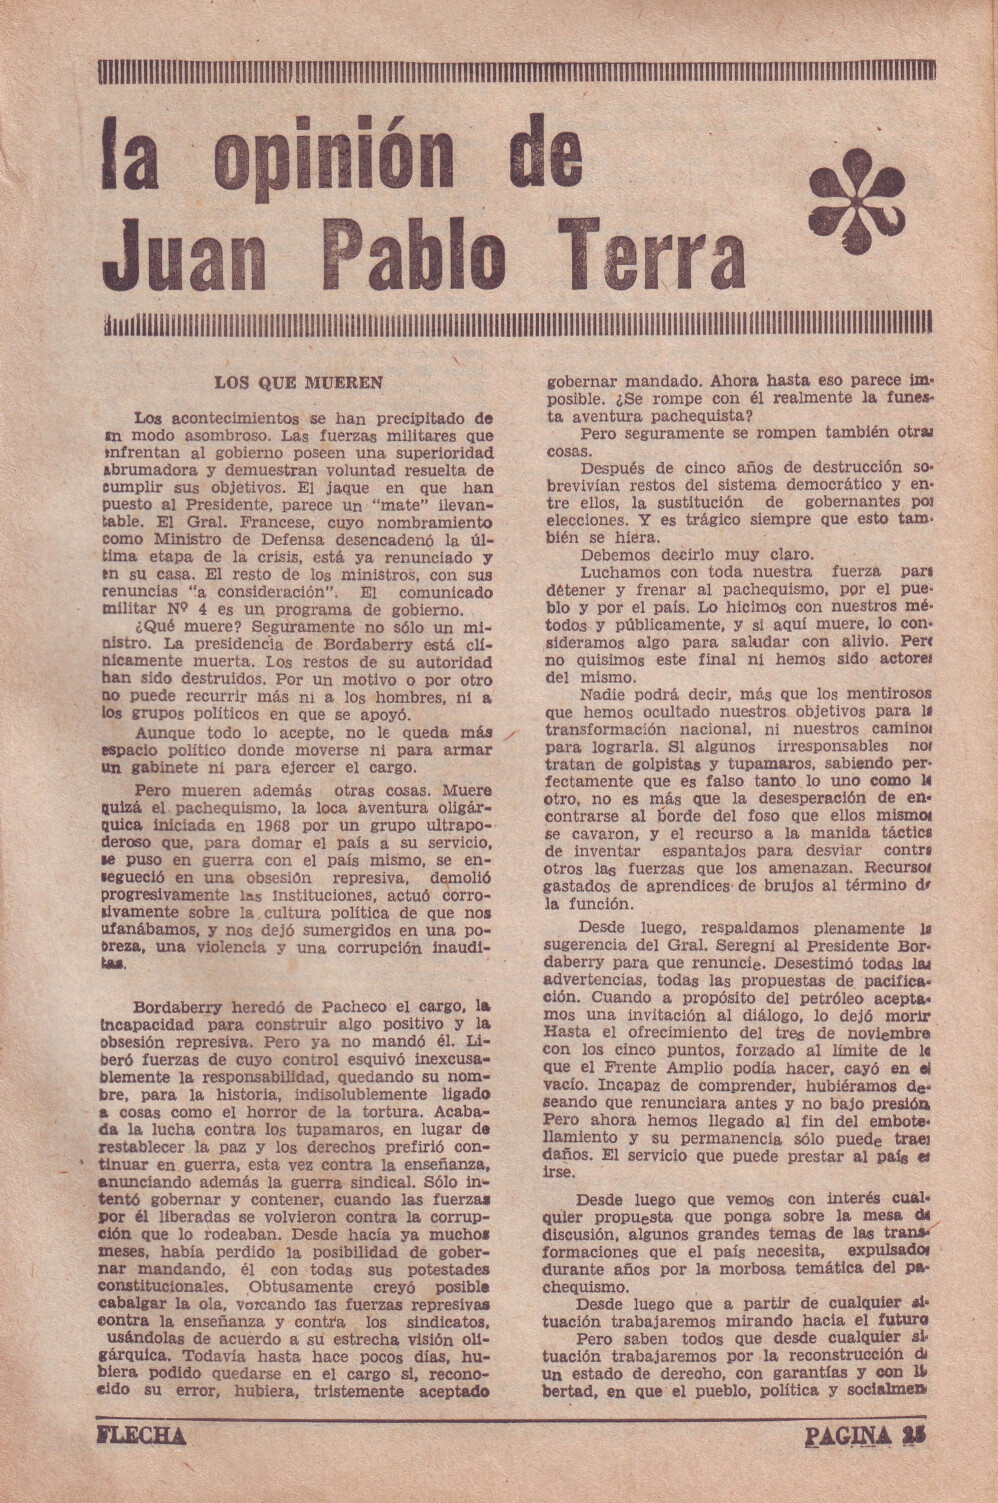 la opinión de
Juan Pablo Terra
LOS QUE MUEREN
Los acontecimientos se han precipitado de
un modo asombroso. Las fuerzas militares que
enfrentan al gobierno poseen una superioridad
abrumadora y demuestran voluntad resuelta de
cumplir sus objetivos. El jaque en que han
puesto al Presidente, parece un "mate" ilevan-
table. El Gral. Francese, cuyo nombramiento
como Ministro de Defensa desencadenó la úl-
tima etapa de la crisis, está ya renunciado y
en su casa. El resto de los ministros, con sus
renuncias "a consideración". El comunicado
militar Nº 4 es un programa de gobierno.
¿Qué muere? Seguramente no sólo un mi-
nistro. La presidencia de Bordaberry está clí-
nicamente muerta. Los restos de su autoridad
han sido destruidos. Por un motivo o por otro
no puede recurrir más ni a los hombres, ni a
los grupos políticos en que se apoyó.
Aunque todo lo acepte, no le queda más
espacio político donde moverse ni para armar
un gabinete ni para ejercer el cargo.
Pero mueren además otras cosas. Muere
quizá el pachequismo, la loca aventura oligár-
quica iniciada en 1968 por un grupo ultrapo-
deroso que, para domar el país a su servicio,
se puso en guerra con el país mismo, se en-
segueció en una obsesión represiva, demolió
progresivamente las instituciones, actuó corro-
sivamente sobre la cultura política de que nos
ufanábamos, y nos dejó sumergidos en una po-
breza, una violencia y una corrupción inaudi-
tas.
Bordaberry heredó de Pacheco el cargo, la
incapacidad para construir algo positivo y la
obsesión represiva. Pero ya no mandó él. Li-
beró fuerzas de cuyo control esquivó inexcusa-
blemente la responsabilidad, quedando su nom-
bre, para la historia, indisolublemente ligado
a cosas como el horror de la tortura. Acaba-
da la lucha contra los tupamaros, en lugar de
restablecer la paz y los derechos prefirió con-
tinuar en guerra, esta vez contra la enseñanza,
anunciando además la guerra sindical. Sólo in-
tentó gobernar y contener, cuando las fuerzas
por él liberadas se volvieron contra la corrup-
ción que lo rodeaban. Desde hacía ya muchos
meses, había perdido la posibilidad de gober-
nar mandando, él con todas sus potestades
constitucionales. Obtusamente creyó posible
cabalgar la ola, vorcando las fuerzas represivas
contra la enseñanza y contra los sindicatos,
usándolas de acuerdo a su estrecha visión oli-
gárquica. Todavía hasta hace pocos días, hu-
biera podido quedarse en el cargo si, recono-
cido su error, hubiera, tristemente aceptado
gobernar mandado. Ahora hasta eso parece im-
posible. ¿Se rompe con él realmente la funes-
ta aventura pachequista?
Pero seguramente se rompen también otras
cosas.
Después de cinco años de destrucción so-
brevivían restos del sistema democrático y en-
tre ellos, la sustitución de gobernantes por
elecciones. Y es trágico siempre que esto tam-
bién se hiera.
Debemos decirlo muy claro.
Luchamos con toda nuestra fuerza para
détener y frenar al pachequismo, por el pue-
blo y por el país. Lo hicimos con nuestros mé-
todos y públicamente, y si aquí muere, lo con-
sideramos algo para saludar con alivio. Pero
no quisimos este final ni hemos sido actores
del mismo.
Nadie podrá decir, más que los mentirosos
que hemos ocultado nuestros objetivos para la
transformación nacional, ni nuestros caminos
para lograrla. Si algunos irresponsables nos
tratan de golpistas y tupamaros, sabiendo per-
fectamente que es falso tanto lo uno como lo
otro, no es más que la desesperación de en-
contrarse al borde del foso que ellos mismos
se cavaron, y el recurso a la manida táctica
de inventar espantajos para desviar contra
otros las fuerzas que los amenazan. Recursos
gastados de aprendices de brujos al término de
la función.
Desde luego, respaldamos plenamente la
sugerencia del Gral. Seregni al Presidente Bor-
daberry para que renuncie. Desestimó todas las
advertencias, todas las propuestas de pacifica-
ción. Cuando a propósito del petróleo acepta-
mos una invitación al diálogo, lo dejó morir
Hasta el ofrecimiento del tres de noviembre
con los cinco puntos, forzado al límite de lo
que el Frente Amplio podía hacer, cayó en el
vacío. Incapaz de comprender, hubiéramos de-
seando que renunciara antes y no bajo presión
Pero ahora hemos llegado al fin del embote-
llamiento y su permanencia sólo puede traer
daños. El servicio que puede prestar al país es
irse.
Desde luego que vemos con interés cual-
quier propuesta que ponga sobre la mesa de
discusión, algunos grandes temas de las trans-
formaciones que el país necesita, expulsados
durante años por la morbosa temática del pa-
chequismo.
Desde luego que a partir de cualquier si-
tuación trabajaremos mirando hacia el futuro
Pero saben todos que desde cualquier si-
tuación trabajaremos por la reconstrucción de
un estado de derecho, con garantías y con li-
bertad, en que el pueblo, política y socialmen
FLECHA
PAGINA 25